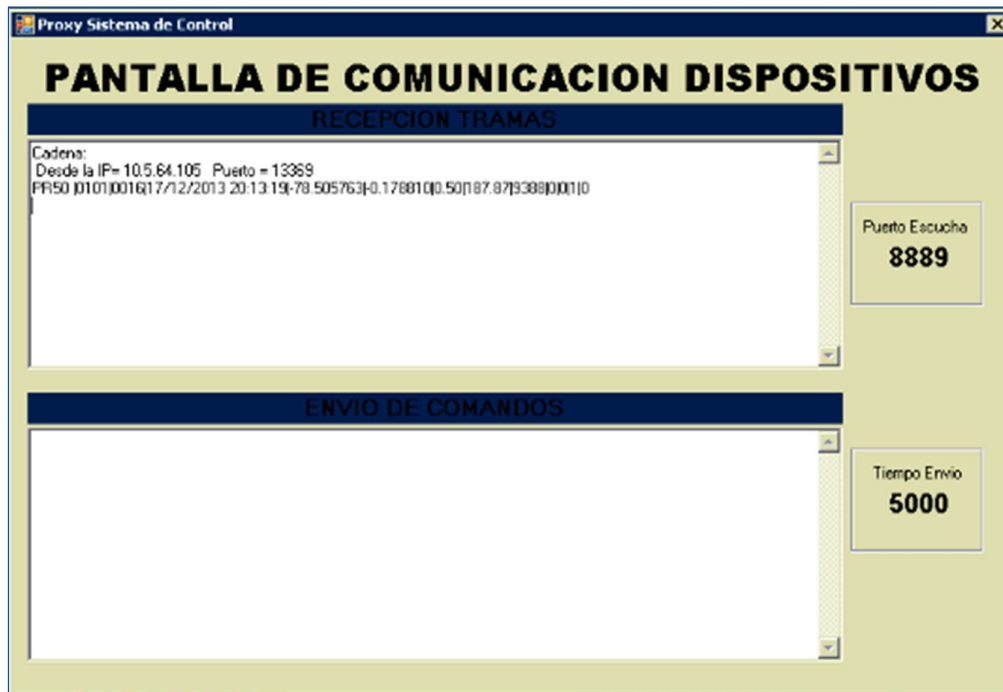 Proxy Sistema de Control
PANTALLA DE COMUNICACION DISPOSITIVOS
RECEPCION TRAMAS
Cadena:
Desde la IP= 10.5.64.105 Puerto = 13369
PR50 |0101|0016|17/12/2013 20:13:19|-78.505763|-0.178810|0.50|187.87|9388|0|0|1|0
Puerto Escucha
8889
ENVIO DE COMANDOS
Tiempo Envio
5000